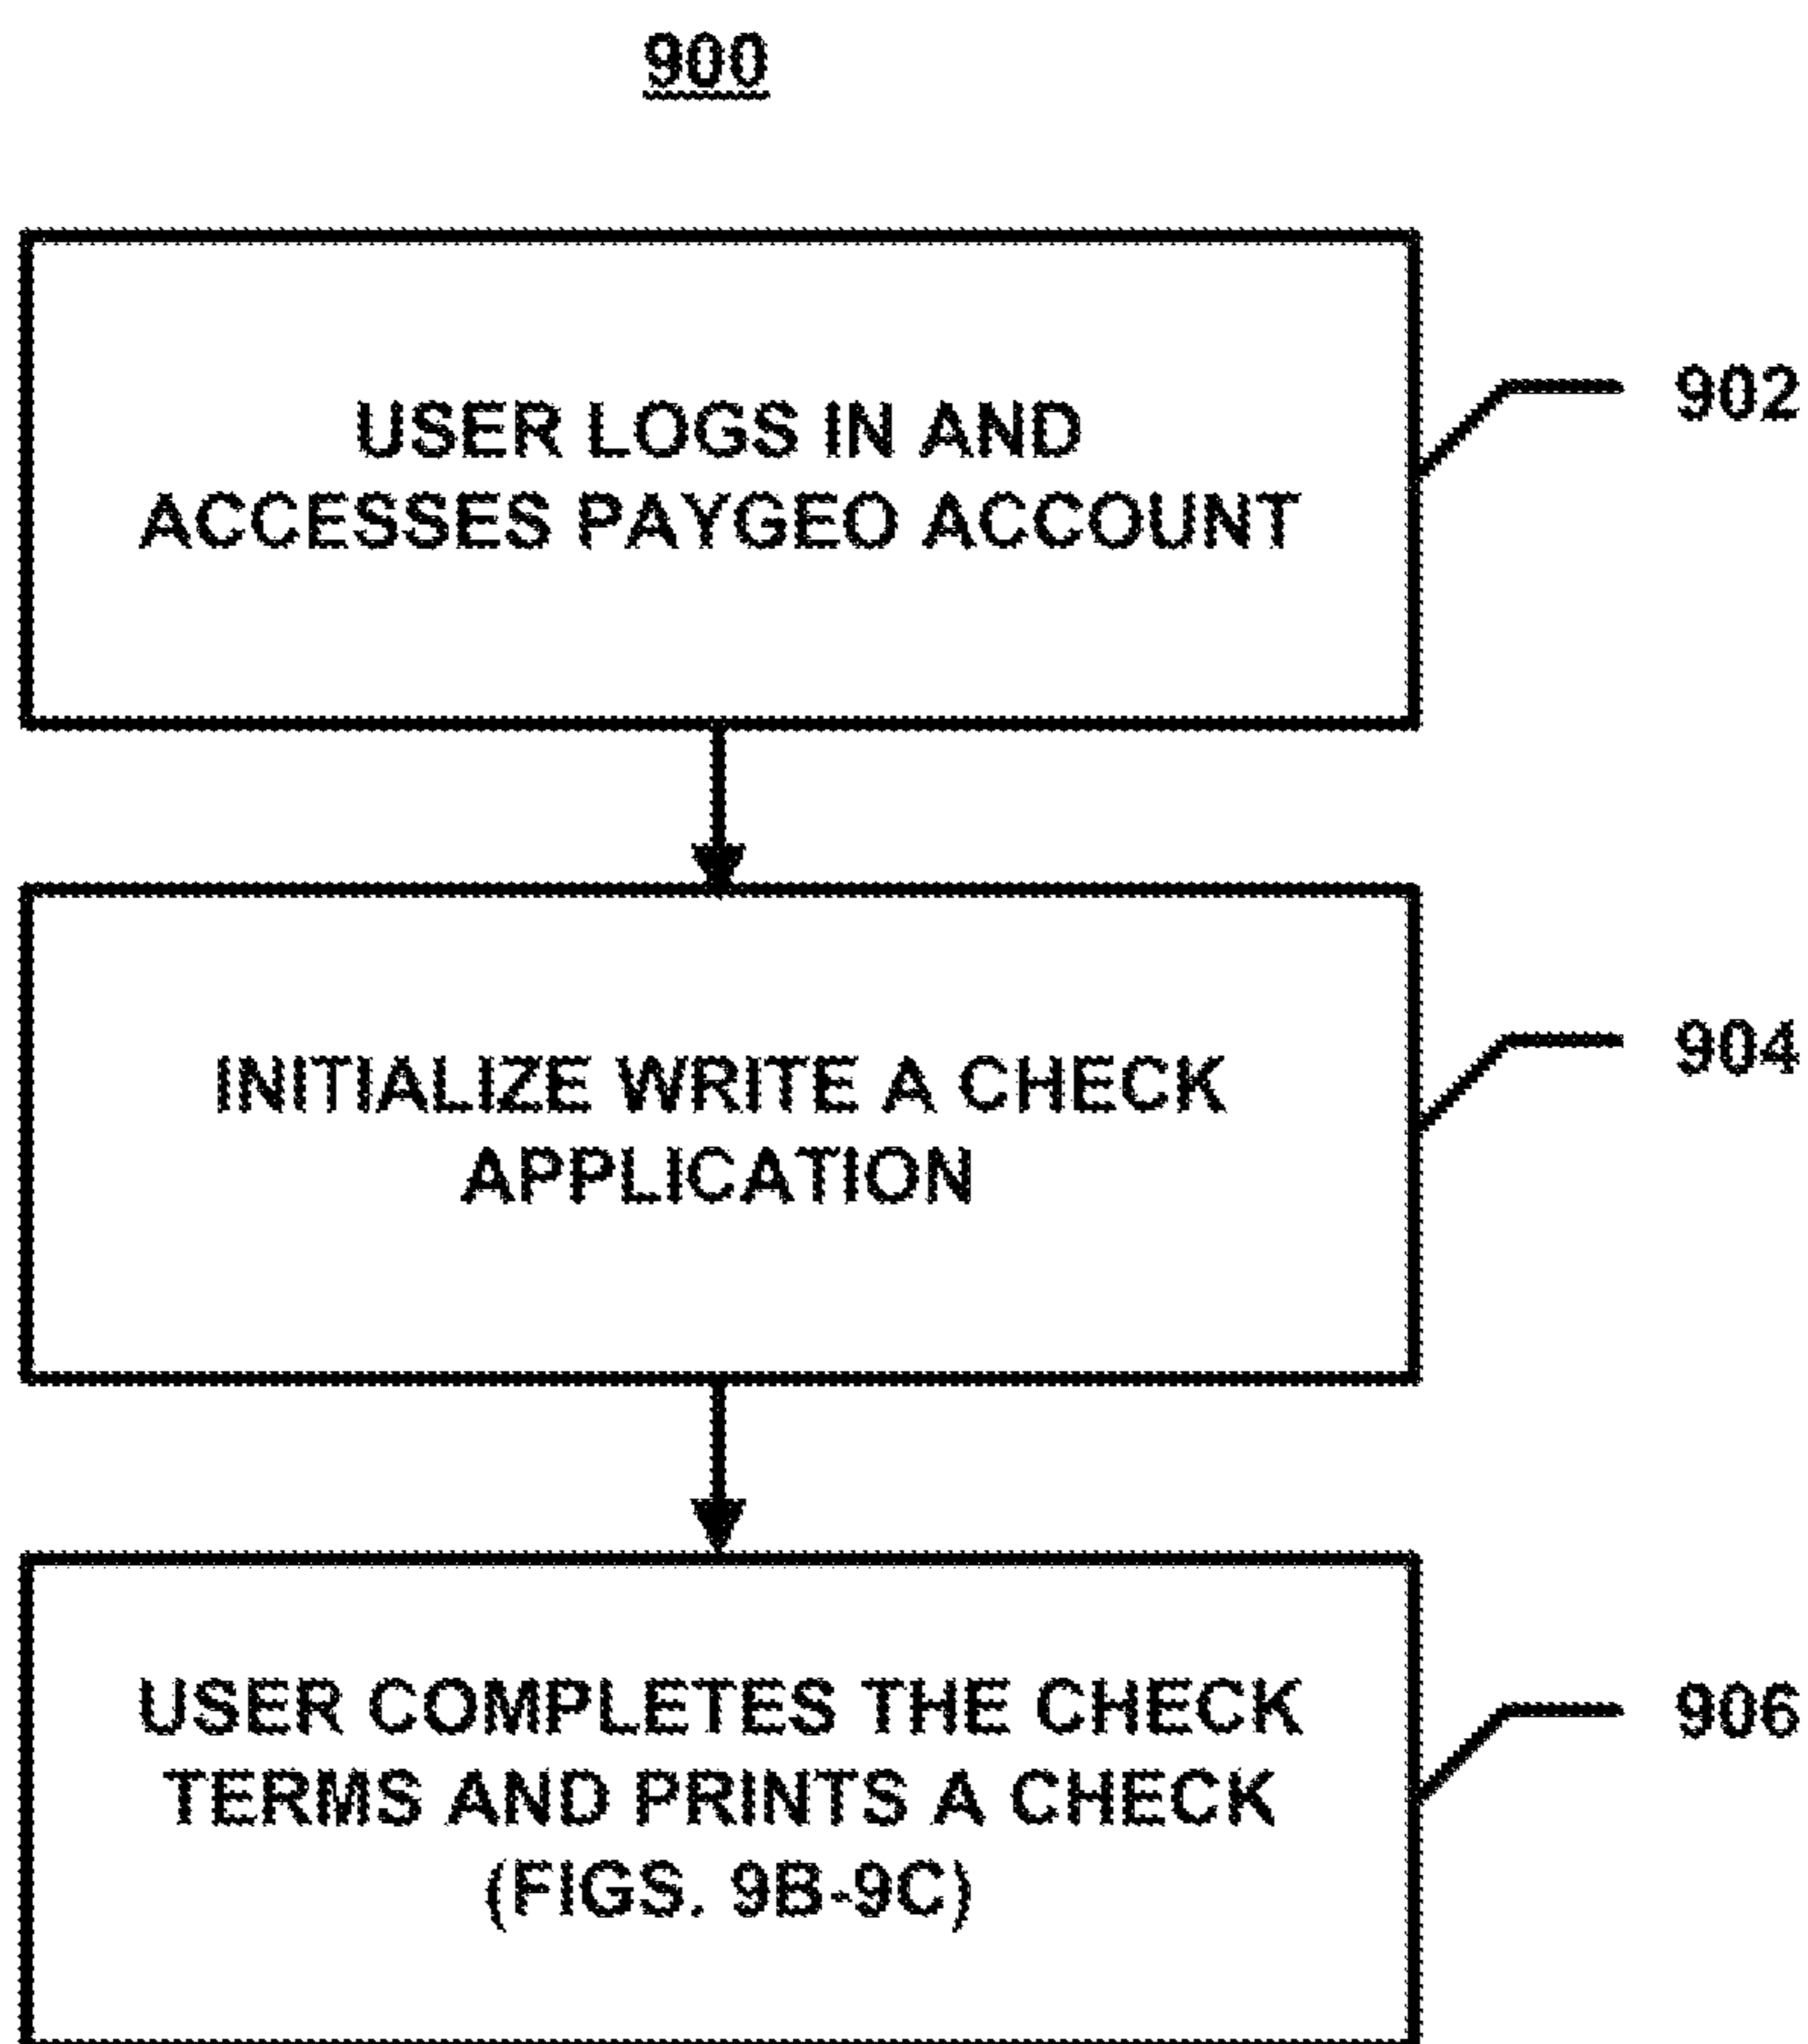 900
USER LOGS IN AND
ACCESSES PAYGEO ACCOUNT
902
INITIALIZE WRITE A CHECK
APPLICATION
904
USER COMPLETES THE CHECK
TERMS AND PRINTS A CHECK
(FIGS. 9B-9C)
906